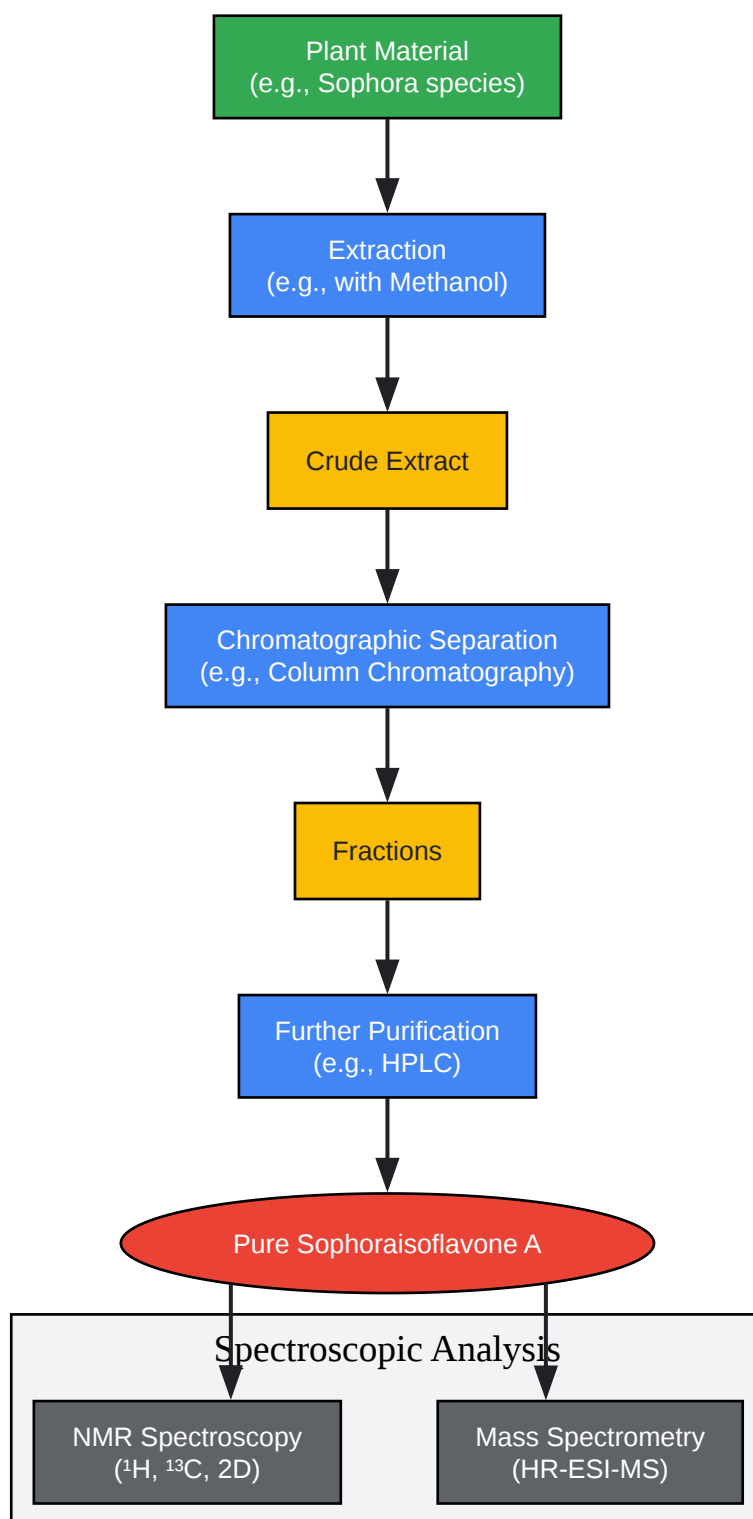 Plant Material
(e.g., Sophora species)
Extraction
(e.g., with Methanol)
Crude Extract
Chromatographic Separation
(e.g., Column Chromatography)
Fractions
Further Purification
(e.g., HPLC)
Pure Sophoraisoflavone A
Spectroscopic Analysis
NMR Spectroscopy
(¹H, ¹³C, 2D)
Mass Spectrometry
(HR-ESI-MS)